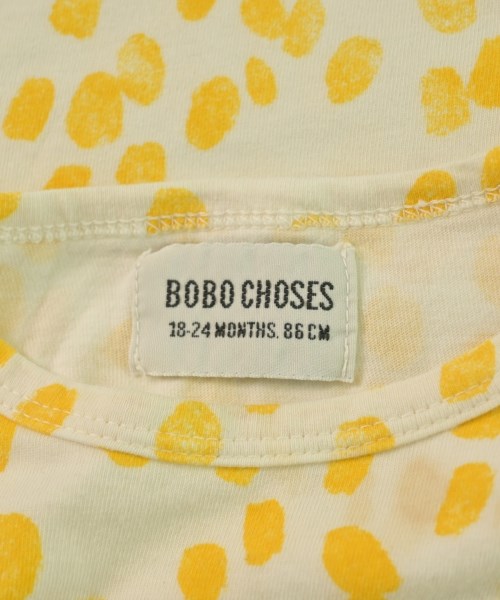 BOBO CHOSES
18-24 MONTHS. 86 CM